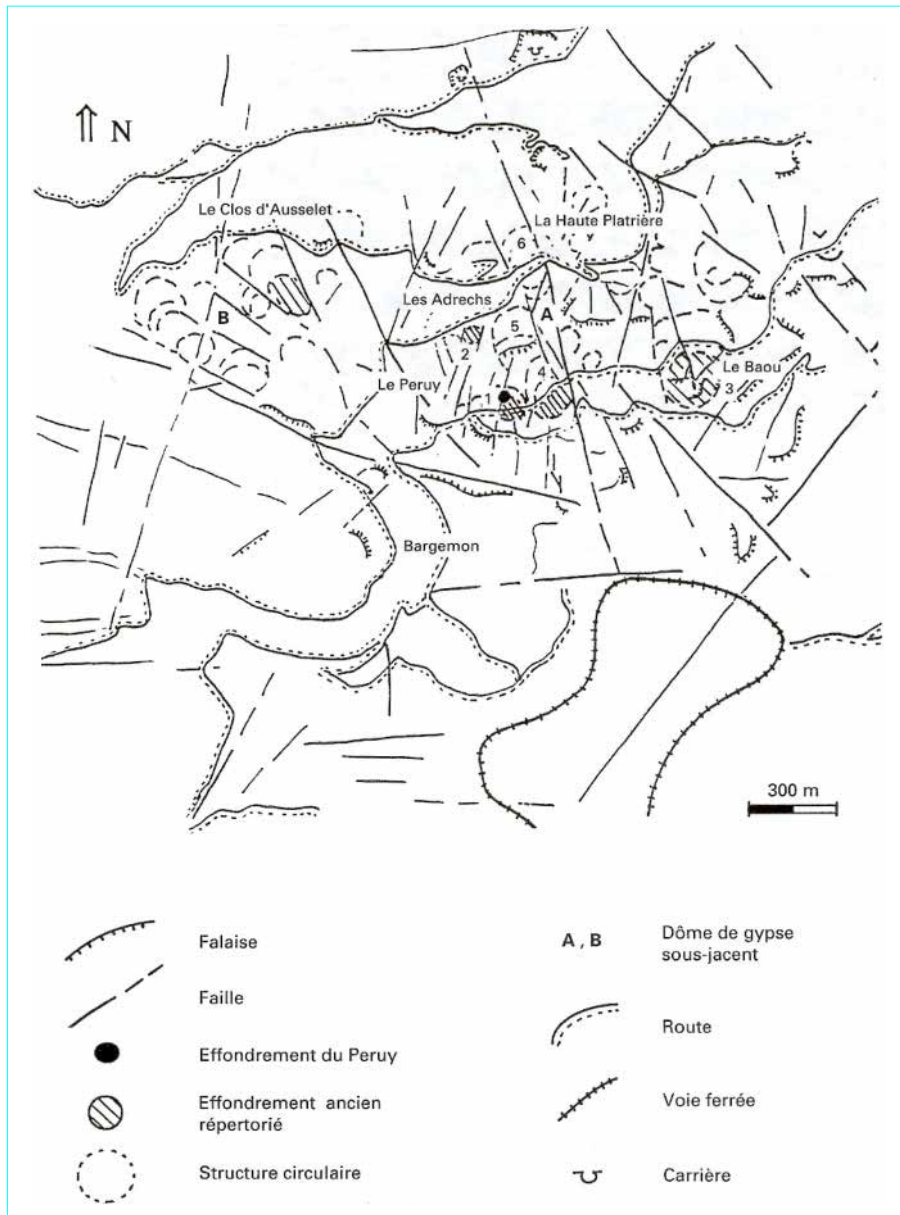 N
Le Clos d'Ausselet
La Haute Platrière
6
Les Adrechs
A
B
5
2
Le Peruy
4
Le Baou
1
3
Bargemon
300 m
Falaise
Faille
Effondrement du Peruy
Effondrement ancien
répertorié
Structure circulaire
A , B
Dôme de gypse
sous-jacent
Route
Voie ferrée
Carrière